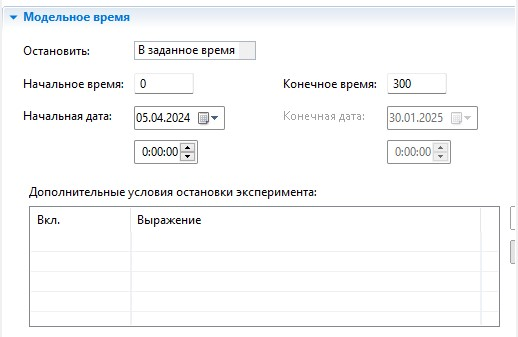 Модельное время
Остановить: В заданное время
Начальное время: 0 Конечное время: 300
Начальная дата: 05.04.2024 Конечная дата: 30.01.2025
0:00:00 0:00:00
Дополнительные условия остановки эксперимента:
Вкл. Выражение